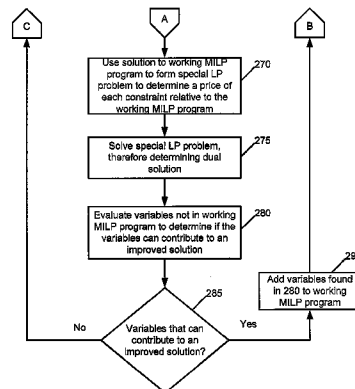 C
A
B
Use solution to working MILP
program to form special LP
problem to determine a price of
each constraint relative to the
working MILP program
270
Solve special LP problem,
therefore determining dual
solution
275
Evaluate variables not in working
MILP program to determine if the
variables can contribute to an
improved solution
280
29
Add variables found
in 280 to working
MILP program
285
No
Variables that can
contribute to an
improved solution?
Yes